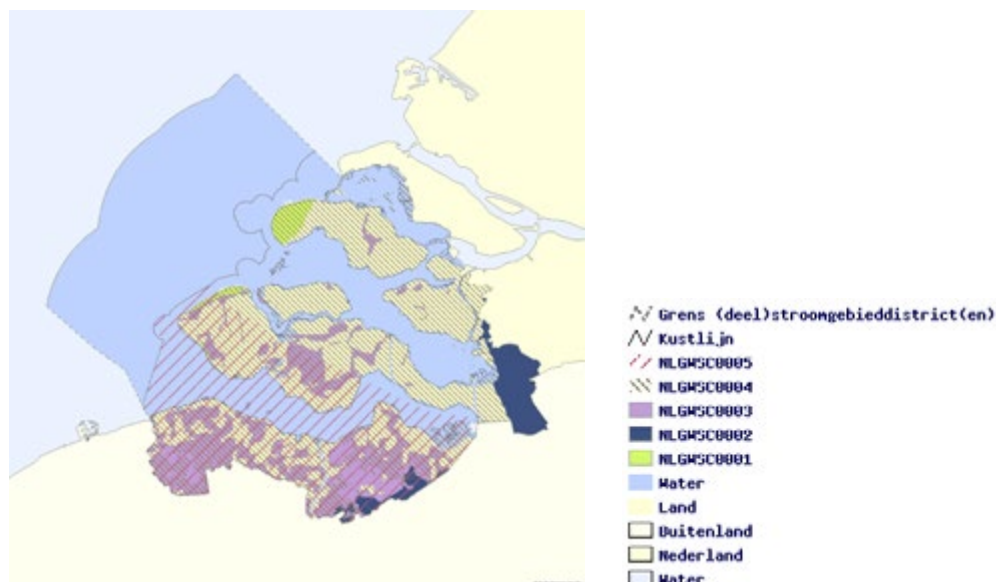 Grens (deel)stroomgebieddistrict(en)
Kustlijn
NLGWSC0005
NLGWSC0004
NLGWSC0003
NLGWSC0002
NLGWSC0001
Water
Land
Buitenland
Nederland
Water